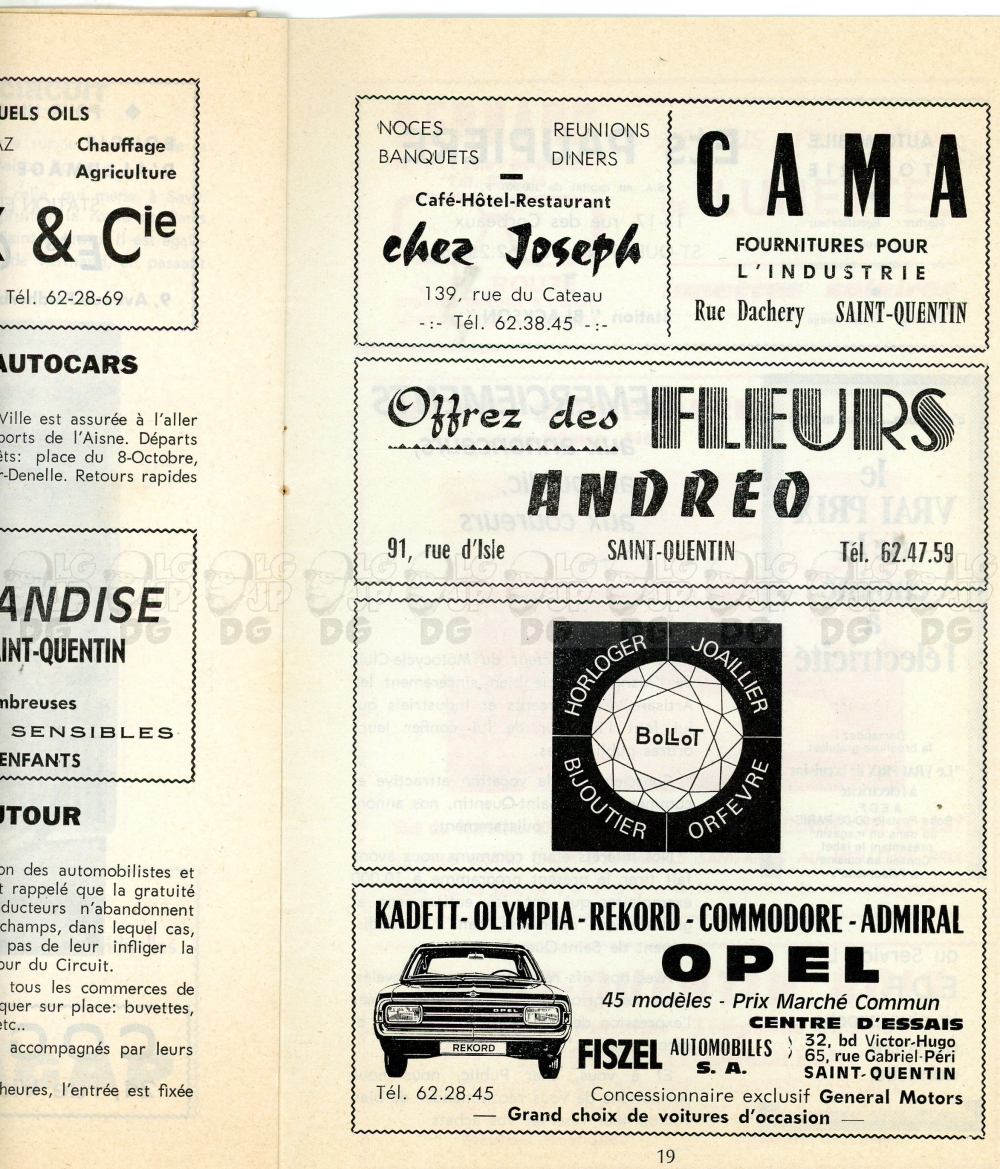 UELS OILS
AZ Chauffage
Agriculture
& Cie
Tél. 62-28-69
AUTOCARS
Ville est assurée à l'aller
ports de l'Aisne. Départs
êts: place du 8-Octobre,
r-Denelle. Retours rapides
ANDISE
AINT-QUENTIN
mbreuses
SENSIBLES
ENFANTS
UTOUR
on des automobilistes et
t rappelé que la gratuité
ducteurs n'abandonnent
champs, dans lequel cas,
pas de leur infliger la
our du Circuit.
tous les commerces de
quer sur place: buvettes,
etc..
accompagnés par leurs
heures, l'entrée est fixée
NOCES REUNIONS
BANQUETS DINERS
Café-Hôtel-Restaurant
chez Joseph
139, rue du Cateau
-:- Tél. 62.38.45 -:-
CAMA
FOURNITURES POUR
L'INDUSTRIE
Rue Dachery SAINT-QUENTIN
Offrez des FLEURS
ANDRÉO
91, rue d'Isle SAINT-QUENTIN Tél. 62.47.59
HORLOGER JOAILLIER
BOLLOT
BIJOUTIER ORFÈVRE
KADETT - OLYMPIA - REKORD - COMMODORE - ADMIRAL
OPEL
45 modèles - Prix Marché Commun
CENTRE D'ESSAIS
OPEL
REKORD
FISZEL AUTOMOBILES S. A.
32, bd Victor-Hugo
65, rue Gabriel-Péri
SAINT-QUENTIN
Tél. 62.28.45 Concessionnaire exclusif General Motors
— Grand choix de voitures d'occasion —
19
LGJP
DG